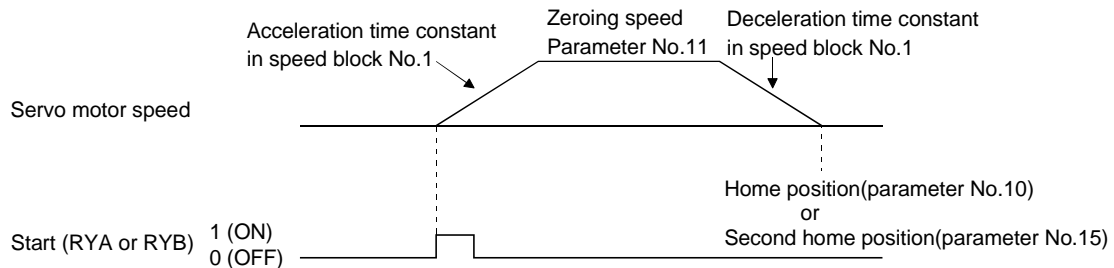 Acceleration time constant
in speed block No.1
Zeroing speed
Parameter No.11
Deceleration time constant
in speed block No.1
Servo motor speed
Home position(parameter No.10)
or
Second home position(parameter No.15)
Start (RYA or RYB)
1 (ON)
0 (OFF)